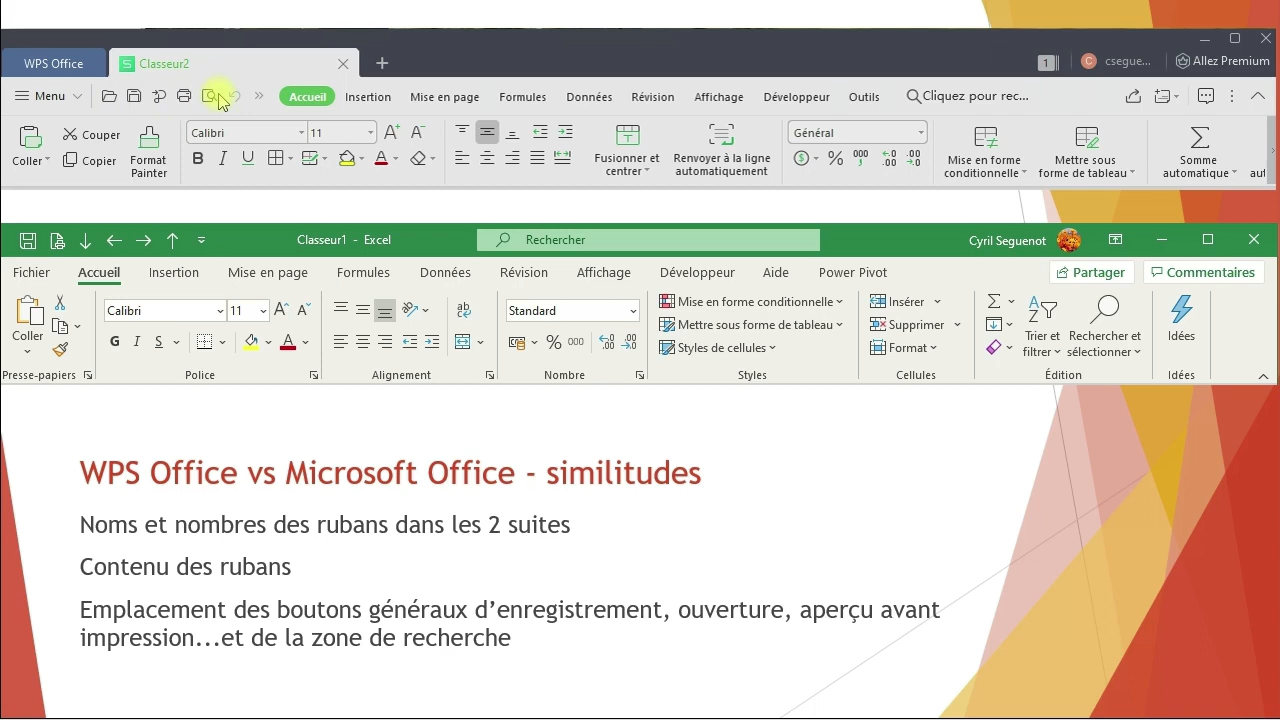 WPS Office
Classeur2
1
C
csegue...
Allez Premium
Menu
Accueil
Insertion
Mise en page
Formules
Données
Révision
Affichage
Développeur
Outils
Cliquez pour rec...
Coller
Couper
Copier
Format
Painter
Calibri
11
Fusionner et
centrer
Renvoyer à la ligne
automatiquement
Général
Mise en forme
conditionnelle
Mettre sous
forme de tableau
Somme
automatique
Classeur1 - Excel
Rechercher
Cyril Seguenot
Fichier
Accueil
Insertion
Mise en page
Formules
Données
Révision
Affichage
Développeur
Aide
Power Pivot
Partager
Commentaires
Coller
Presse-papiers
Calibri
11
G I S
Police
Alignement
Standard
% 000
Nombre
Mise en forme conditionnelle
Mettre sous forme de tableau
Styles de cellules
Styles
Insérer
Supprimer
Format
Cellules
Trier et
filtrer
Rechercher et
sélectionner
Édition
Idées
Idées
WPS Office vs Microsoft Office - similitudes
Noms et nombres des rubans dans les 2 suites
Contenu des rubans
Emplacement des boutons généraux d’enregistrement, ouverture, aperçu avant
impression...et de la zone de recherche